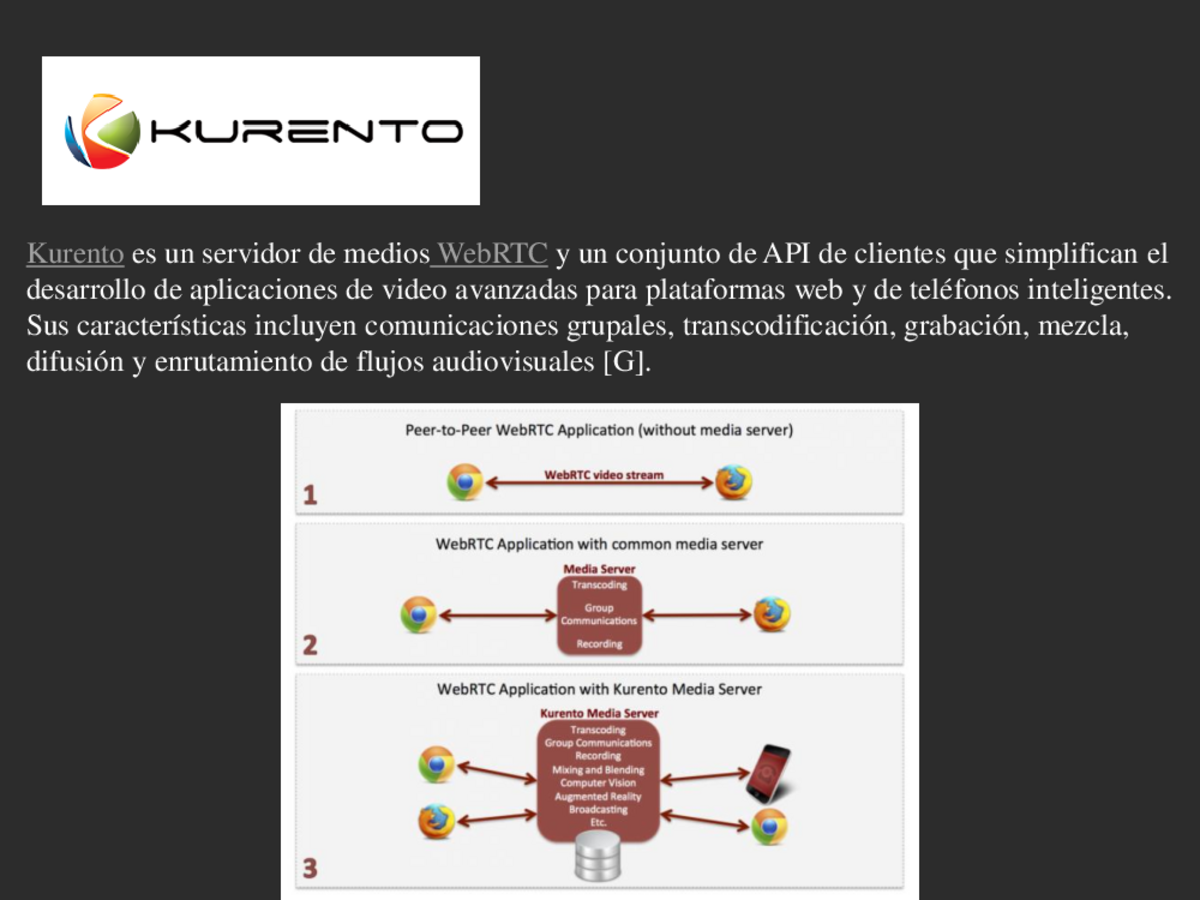 KURENTO
Kurento es un servidor de medios WebRTC y un conjunto de API de clientes que simplifican el
desarrollo de aplicaciones de video avanzadas para plataformas web y de teléfonos inteligentes.
Sus características incluyen comunicaciones grupales, transcodificación, grabación, mezcla,
difusión y enrutamiento de flujos audiovisuales [G].
Peer-to-Peer WebRTC Application (without media server)
WebRTC video stream
1
WebRTC Application with common media server
Media Server
Transcoding
Group
Communications
Recording
2
WebRTC Application with Kurento Media Server
Kurento Media Server
Transcoding
Group Communications
Recording
Mixing and Blending
Computer Vision
Augmented Reality
Broadcasting
Etc.
3